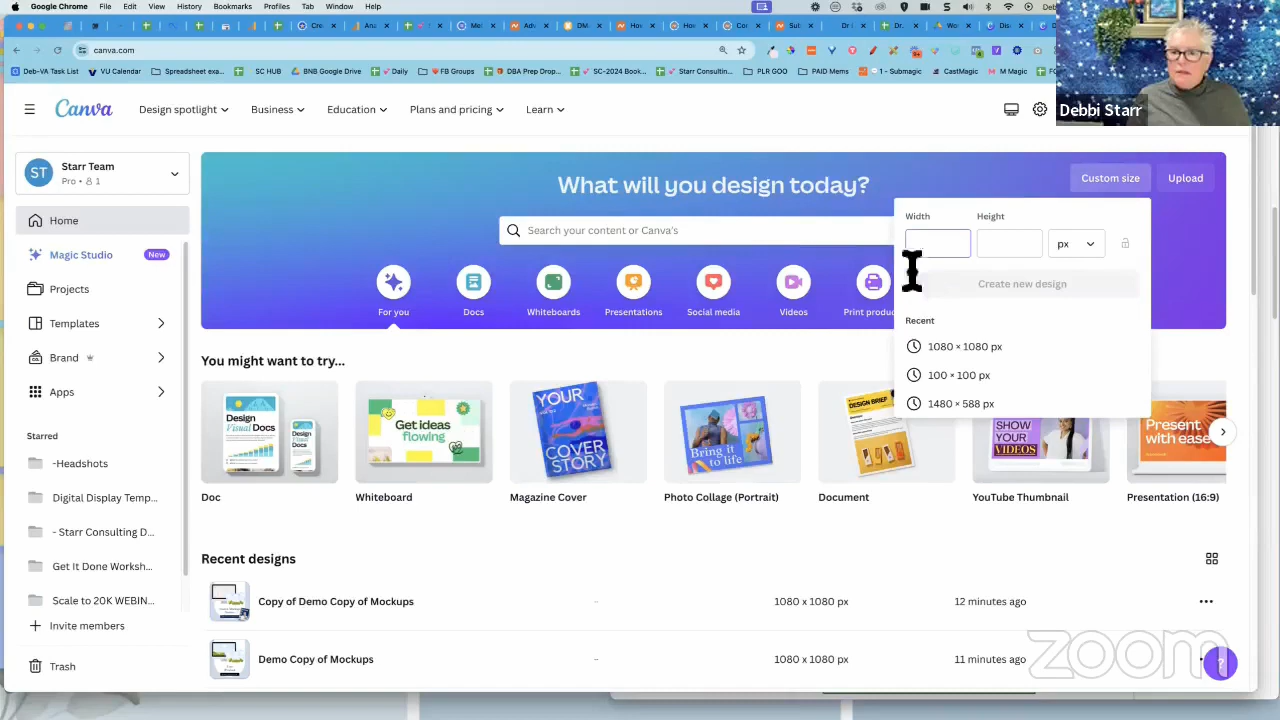 Google Chrome File Edit View History Bookmarks Profiles Tab Window Help
canva.com
Deb-VA Task List VU Calendar Spreadsheet exa... SC HUB BNB Google Drive Daily FB Groups DBA Prep Drop... SC-2024 Book... Starr Consulting... PLR GOO PAID Mems 1 - Submagic CastMagic M Magic
Debbi Starr
Canva Design spotlight Business Education Plans and pricing Learn
ST Starr Team
Pro • 1
Home
Magic Studio New
Projects
Templates
Brand
Apps
Starred
-Headshots
Digital Display Temp...
- Starr Consulting D...
Get It Done Worksh...
Scale to 20K WEBIN...
Invite members
Trash
What will you design today?
Custom size Upload
Search your content or Canva's
For you Docs Whiteboards Presentations Social media Videos Print produ
Width Height
px
Create new design
Recent
1080 × 1080 px
100 × 100 px
1480 × 588 px
You might want to try...
Design Visual Docs
Get ideas flowing
YOUR COVER STORY
Bring it to life
DESIGN BRIEF
SHOW YOUR VIDEOS
Present with ease
Doc Whiteboard Magazine Cover Photo Collage (Portrait) Document YouTube Thumbnail Presentation (16:9)
Recent designs
Copy of Demo Copy of Mockups – 1080 x 1080 px 12 minutes ago
Demo Copy of Mockups – 1080 x 1080 px 11 minutes ago
zoom
?